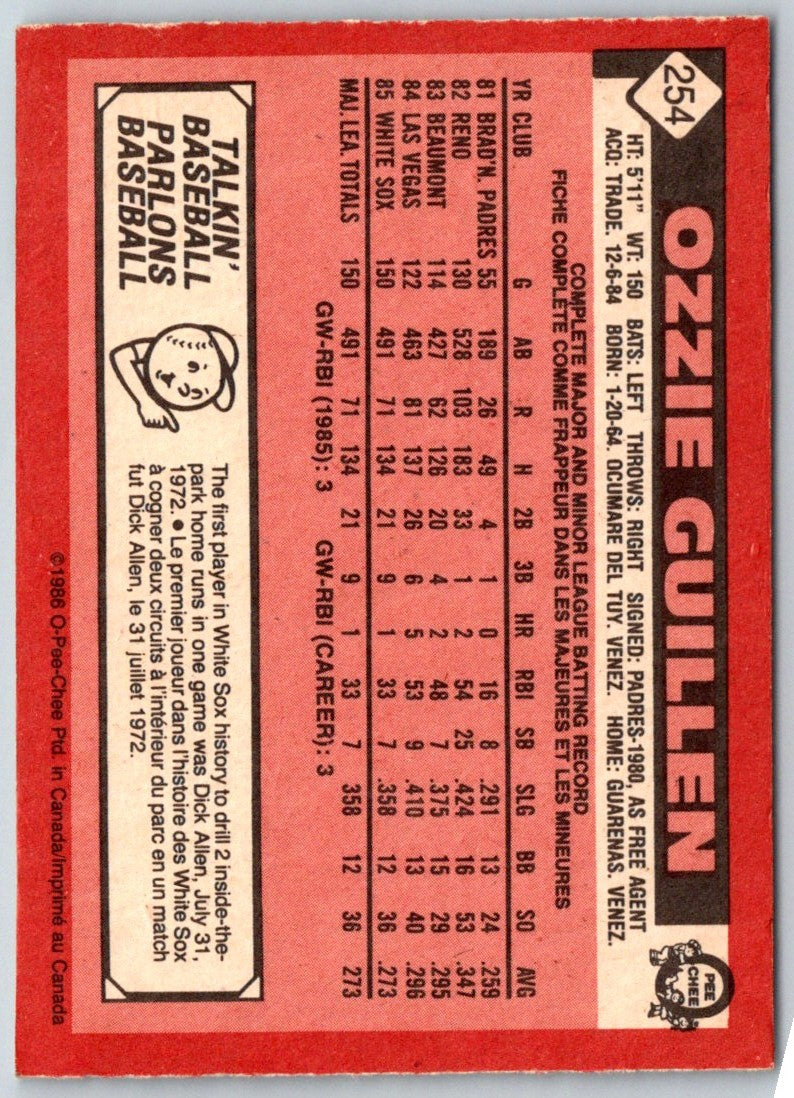 254
OZZIE GUILLEN
O
PEE
CHEE
HT: 5'11" WT: 150 BATS: LEFT THROWS: RIGHT SIGNED: PADRES-1980, AS FREE AGENT
ACQ: TRADE, 12-6-84 BORN: 1-20-64, OCUMARE DEL TUY. VENEZ. HOME: GUARENAS. VENEZ.
COMPLETE MAJOR AND MINOR LEAGUE BATTING RECORD
FICHE COMPLETE COMME FRAPPEUR DANS LES MAJEURES ET LES MINEURES
YR CLUB G AB R H 2B 3B HR RBI SB SLG BB SO AVG
81 BRAD'N. PADRES 55 189 26 49 4 1 0 16 8 .291 13 24 .259
82 RENO 130 528 103 183 33 1 2 54 25 .424 16 53 .347
83 BEAUMONT 114 427 62 126 20 4 2 48 7 .375 15 29 .295
84 LAS VEGAS 122 463 81 137 26 6 5 53 9 .410 13 40 .296
85 WHITE SOX 150 491 71 134 21 9 1 33 7 .358 12 36 .273
MAJ. LEA. TOTALS 150 491 71 134 21 9 1 33 7 358 12 36 273
GW-RBI (1985): 3 GW-RBI (CAREER): 3
TALKIN'
BASEBALL
PARLONS
BASEBALL
The first player in White Sox history to drill 2 inside-the-
park home runs in one game was Dick Allen, July 31,
1972. ● Le premier joueur dans l'histoire des White Sox
à cogner deux circuits à l'intérieur du parc en un match
fut Dick Allen, le 31 juillet 1972.
©1986 O-Pee-Chee Ptd. in Canada/Imprimé au Canada